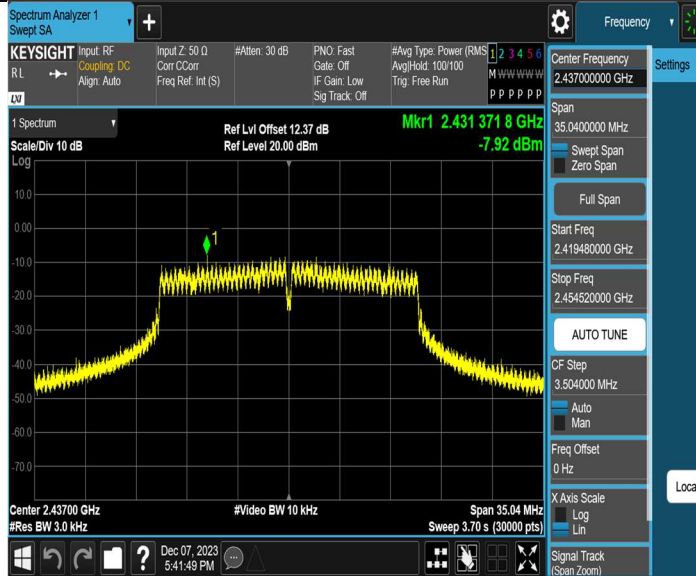 Spectrum Analyzer 1
Swept SA
Frequency
KEYSIGHT
Input: RF
Input Z: 50 Ω
#Atten: 30 dB
PNO: Fast
#Avg Type: Power (RMS
1 2 3 4 5 6
R L
Coupling: DC
Corr CCorr
Gate: Off
Avg|Hold: 100/100
M W W W W W
Align: Auto
Freq Ref: Int (S)
IF Gain: Low
Trig: Free Run
Sig Track: Off
P P P P P P
LXI
1 Spectrum
Ref Lvl Offset 12.37 dB
Mkr1 2.431 371 8 GHz
Scale/Div 10 dB
Ref Level 20.00 dBm
-7.92 dBm
Log
10.0
0.00
-10.0
-20.0
-30.0
-40.0
-50.0
-60.0
-70.0
1
Center 2.43700 GHz
#Video BW 10 kHz
Span 35.04 MHz
#Res BW 3.0 kHz
Sweep 3.70 s (30000 pts)
?
Dec 07, 2023
5:41:49 PM
Center Frequency
2.437000000 GHz
Settings
Span
35.0400000 MHz
Swept Span
Zero Span
Full Span
Start Freq
2.419480000 GHz
Stop Freq
2.454520000 GHz
AUTO TUNE
CF Step
3.504000 MHz
Auto
Man
Freq Offset
0 Hz
Loca
X Axis Scale
Log
Lin
Signal Track
(Span Zoom)